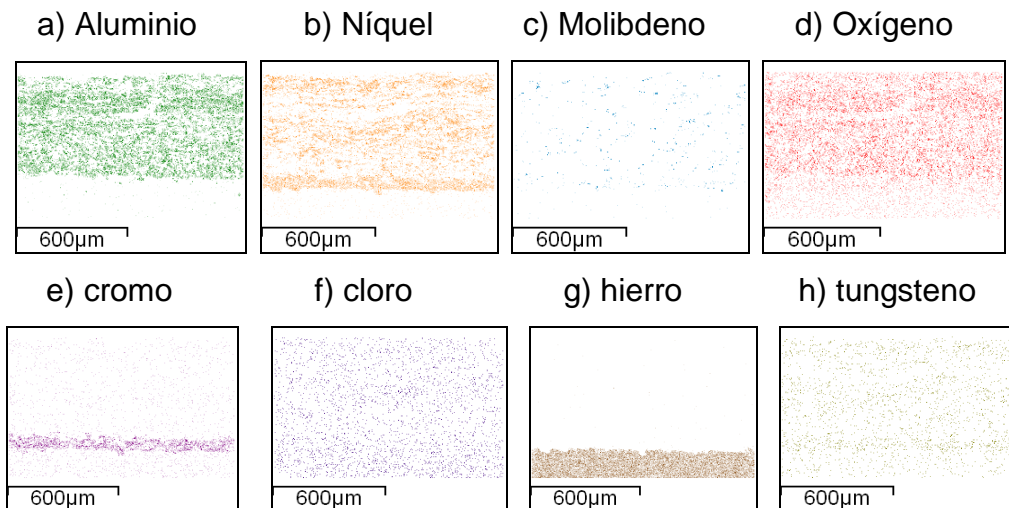 a) Aluminio
b) Níquel
c) Molibdeno
d) Oxígeno
600µm
600µm
600µm
600µm
e) cromo
f) cloro
g) hierro
h) tungsteno
600µm
600µm
600µm
600µm